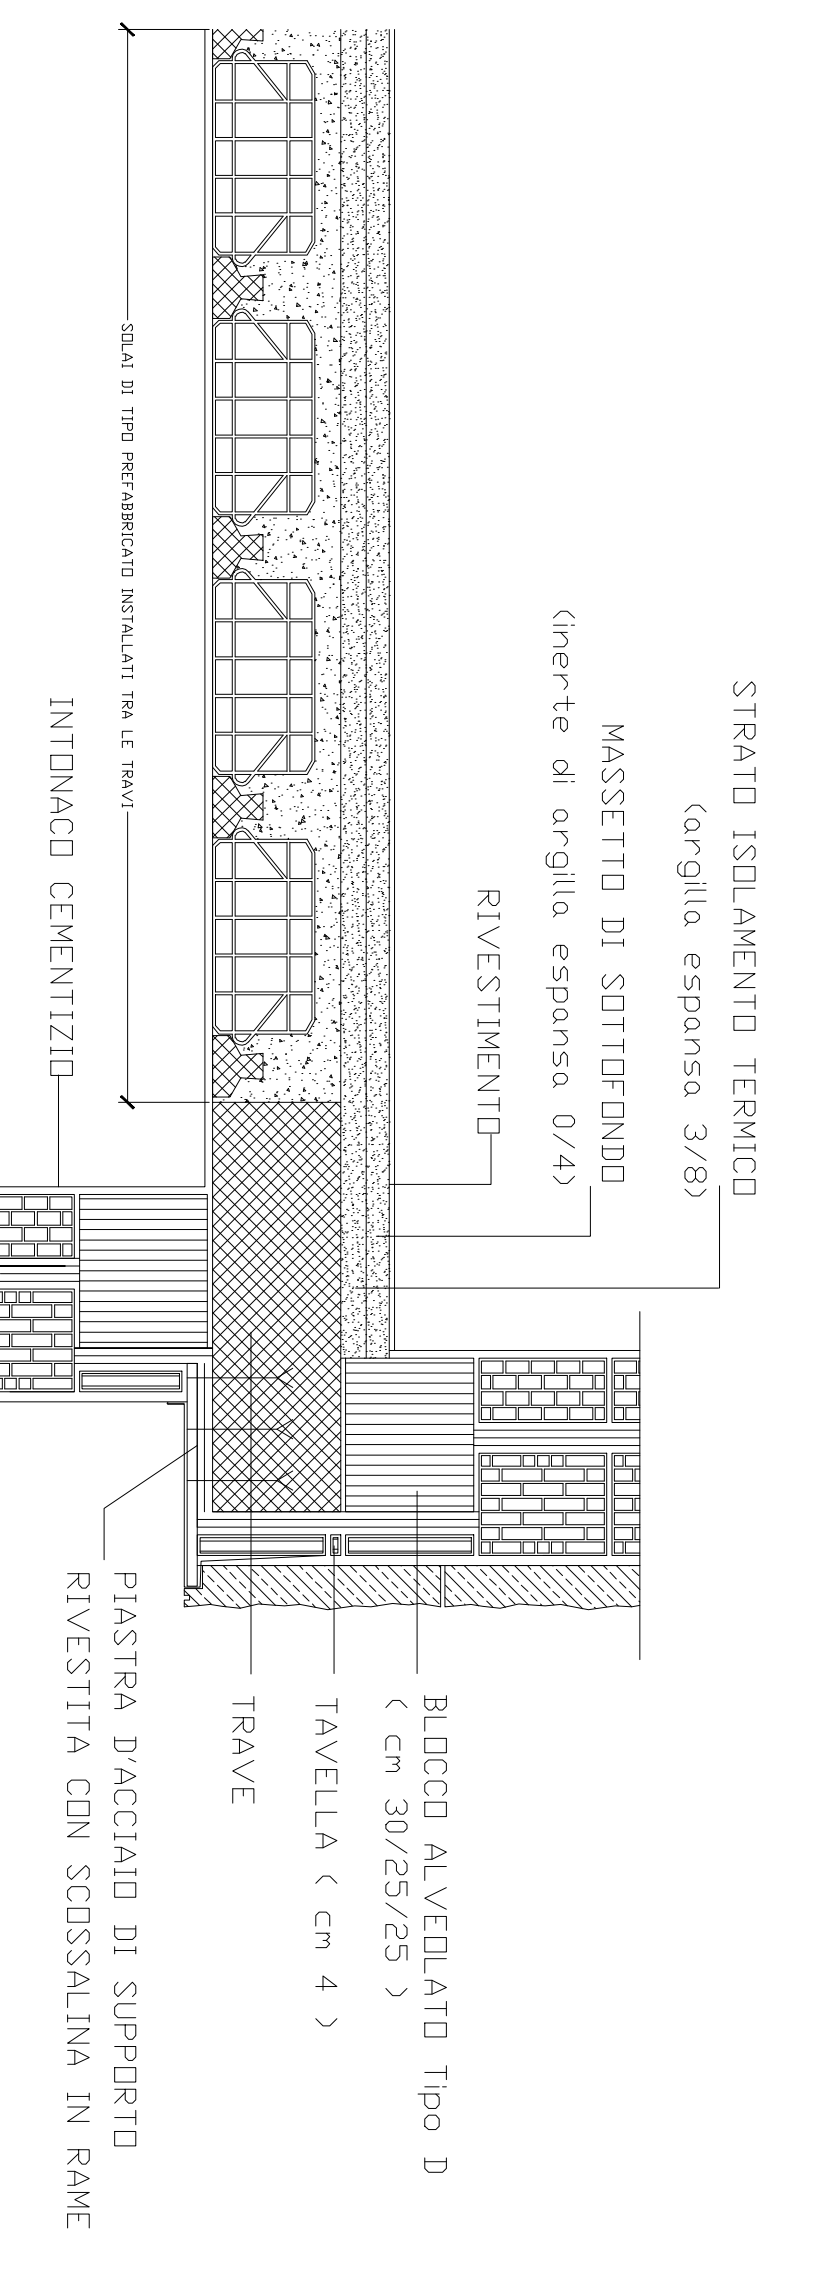 STRATO ISOLAMENTO TERMICO
(argilla espansa 3/8)
MASSETTO DI SOTTOFONDO
(inerte di argilla espansa 0/4)
RIVESTIMENTO
SOLAI DI TIPO PREFABBRICATO INSTALLATI TRA LE TRAVI
INTONACO CEMENTIZIO
BLOCCO ALVEOLATO Tipo D
( cm 30/25/25 )
TAVELLA ( cm 4 )
TRAVE
PIASTRA D'ACCIAIO DI SUPPORTO
RIVESTITA CON SCOSSALINA IN RAME